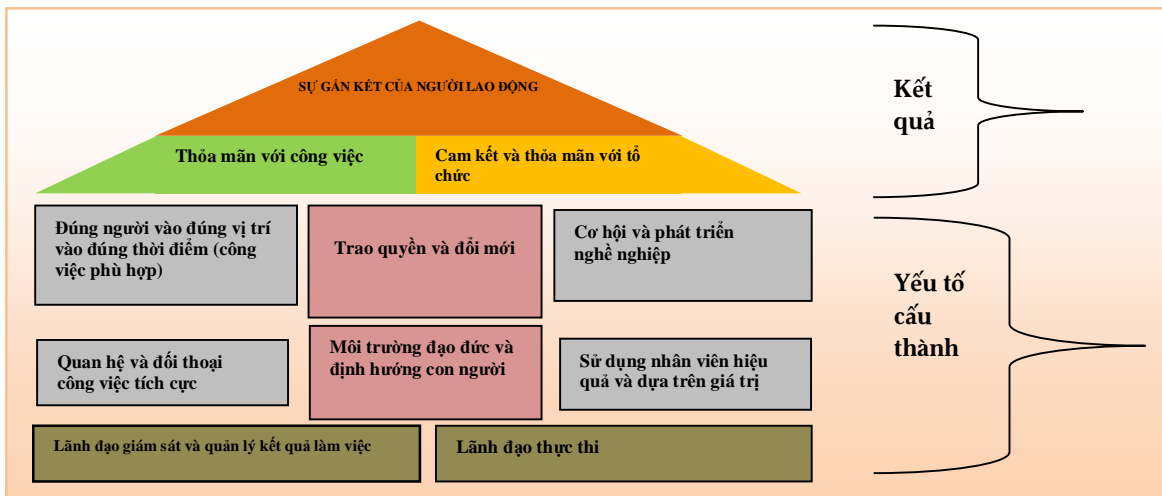 SỰ GẮN KẾT CỦA NGƯỜI LAO ĐỘNG
Thỏa mãn với công việc
Cam kết và thỏa mãn với tổ
chức
Kết
quả
Đúng người vào đúng vị trí
vào đúng thời điểm (công
việc phù hợp)
Trao quyền và đổi mới
Cơ hội và phát triển
nghề nghiệp
Quan hệ và đối thoại
công việc tích cực
Môi trường đạo đức và
định hướng con người
Sử dụng nhân viên hiệu
quả và dựa trên giá trị
Lãnh đạo giám sát và quản lý kết quả làm việc
Lãnh đạo thực thi
Yếu tố
cấu
thành